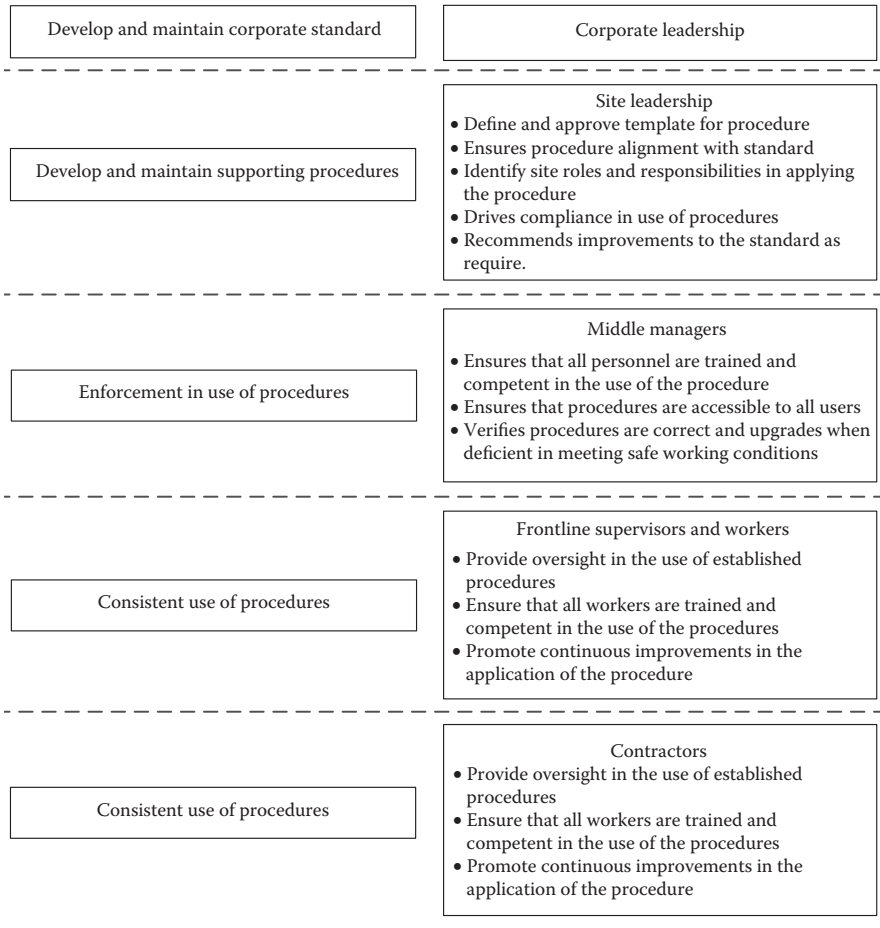 Develop and maintain corporate standard
Corporate leadership
Develop and maintain supporting procedures
Site leadership
• Define and approve template for procedure
• Ensures procedure alignment with standard
• Identify site roles and responsibilities in applying
the procedure
• Drives compliance in use of procedures
• Recommends improvements to the standard as
require.
Enforcement in use of procedures
Middle managers
• Ensures that all personnel are trained and
competent in the use of the procedure
• Ensures that procedures are accessible to all users
• Verifies procedures are correct and upgrades when
deficient in meeting safe working conditions
Consistent use of procedures
Frontline supervisors and workers
• Provide oversight in the use of established
procedures
• Ensure that all workers are trained and
competent in the use of the procedures
• Promote continuous improvements in the
application of the procedure
Consistent use of procedures
Contractors
• Provide oversight in the use of established
procedures
• Ensure that all workers are trained and
competent in the use of the procedures
• Promote continuous improvements in the
application of the procedure